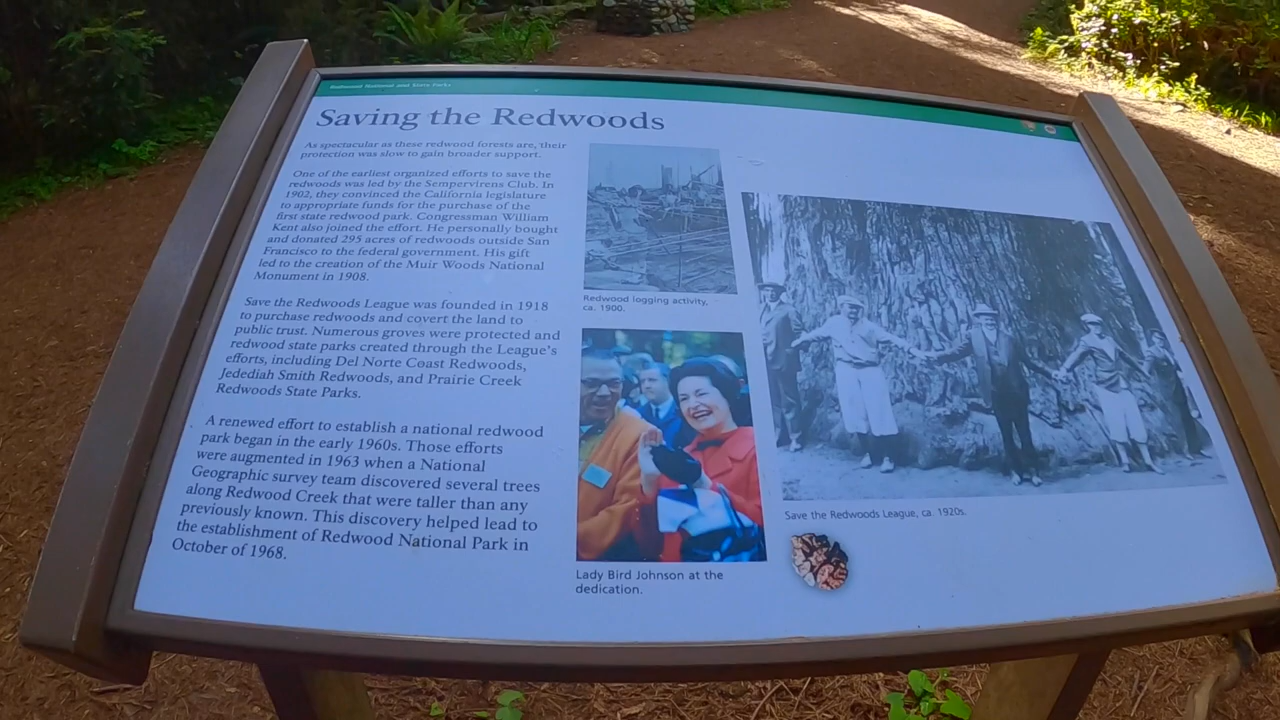 Redwood National and State Parks
Saving the Redwoods
As spectacular as these redwood forests are, their
protection was slow to gain broader support.
One of the earliest organized efforts to save the
redwoods was led by the Sempervirens Club. In
1902, they convinced the California legislature
to appropriate funds for the purchase of the
first state redwood park. Congressman William
Kent also joined the effort. He personally bought
and donated 295 acres of redwoods outside San
Francisco to the federal government. His gift
led to the creation of the Muir Woods National
Monument in 1908.
Save the Redwoods League was founded in 1918
to purchase redwoods and covert the land to
public trust. Numerous groves were protected and
redwood state parks created through the League's
efforts, including Del Norte Coast Redwoods,
Jedediah Smith Redwoods, and Prairie Creek
Redwoods State Parks.
A renewed effort to establish a national redwood
park began in the early 1960s. Those efforts
were augmented in 1963 when a National
Geographic survey team discovered several trees
along Redwood Creek that were taller than any
previously known. This discovery helped lead to
the establishment of Redwood National Park in
October of 1968.
Redwood logging activity,
ca. 1900.
Lady Bird Johnson at the
dedication.
Save the Redwoods League, ca. 1920s.